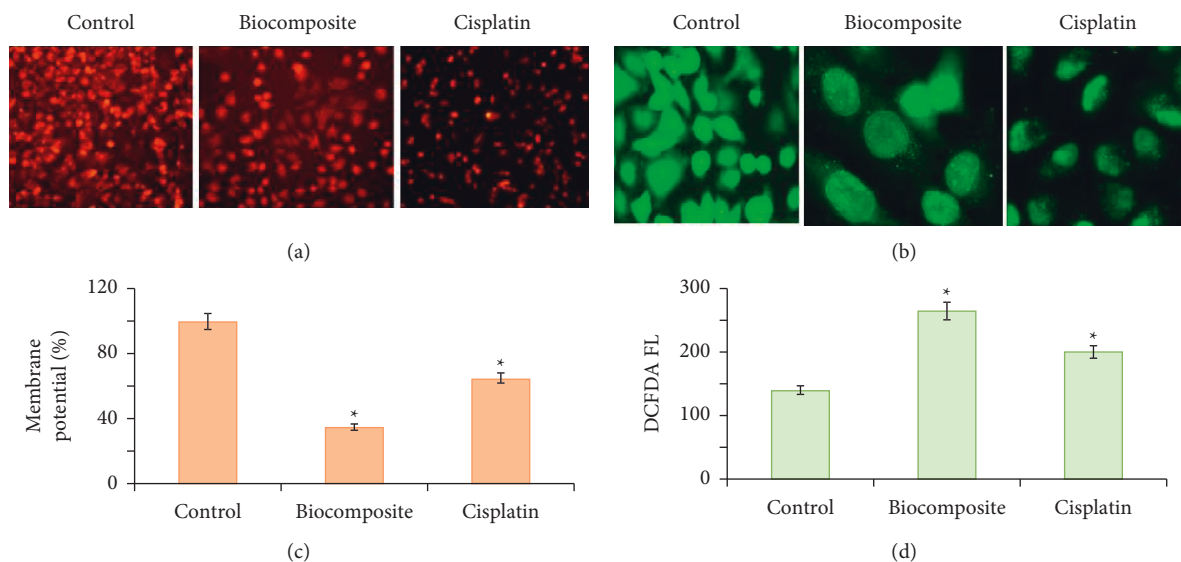 Control Biocomposite Cisplatin
(a)
Control Biocomposite Cisplatin
(b)
Membrane
potential (%)
120
80
40
0
*
*
Control Biocomposite Cisplatin
(c)
DCFDA FL
300
200
100
0
*
*
Control Biocomposite Cisplatin
(d)